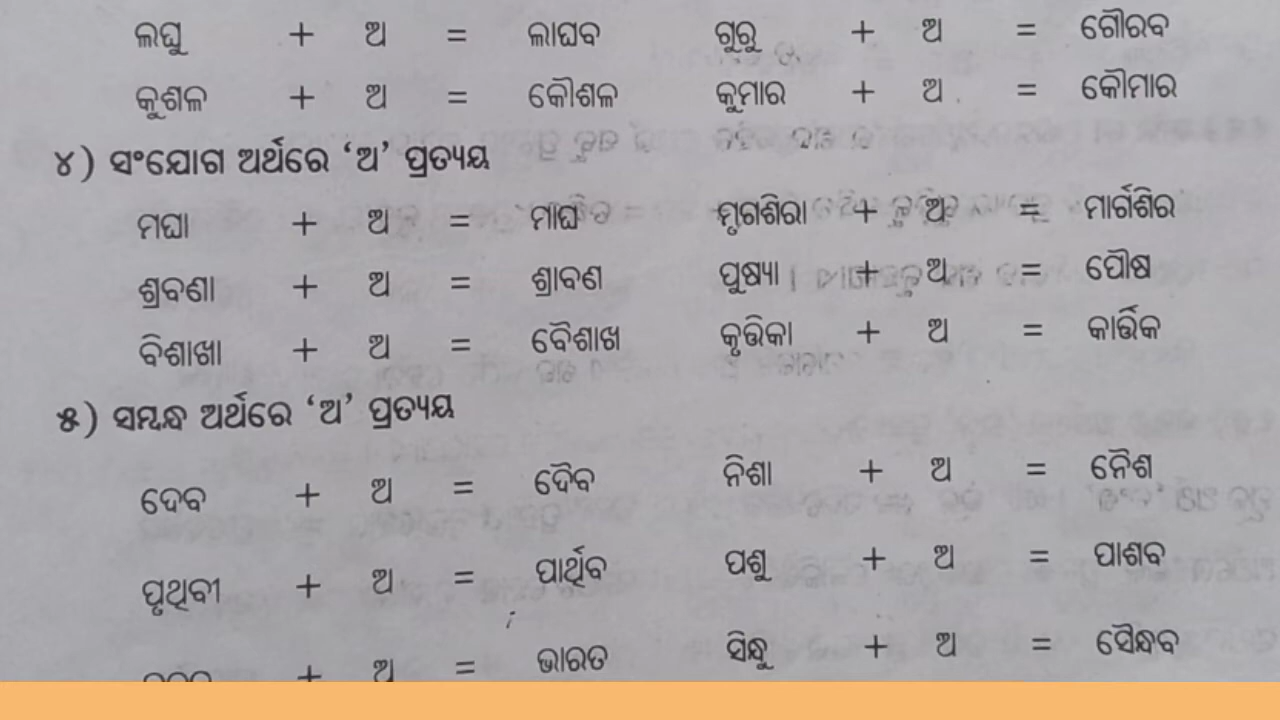 ଲଘୁ + ଅ = ଲାଘବ ଗୁରୁ + ଅ = ଗୌରବ
କୁଶଳ + ଅ = କୌଶଳ କୁମାର + ଅ = କୌମାର
୪) ସଂଯୋଗ ଅର୍ଥରେ ‘ଅ’ ପ୍ରତ୍ୟୟ
ମଘା + ଅ = ମାଘ ମୃଗଶିରା + ଅ = ମାର୍ଗଶିର
ଶ୍ରବଣା + ଅ = ଶ୍ରାବଣ ପୁଷ୍ୟା + ଅ = ପୌଷ
ବିଶାଖା + ଅ = ବୈଶାଖ କୃତ୍ତିକା + ଅ = କାର୍ତ୍ତିକ
୫) ସମ୍ବନ୍ଧ ଅର୍ଥରେ ‘ଅ’ ପ୍ରତ୍ୟୟ
ଦେବ + ଅ = ଦୈବ ନିଶା + ଅ = ନୈଶ
ପୃଥିବୀ + ଅ = ପାର୍ଥିବ ପଶୁ + ଅ = ପାଶବ
+ ଅ = ଭାରତ ସିନ୍ଧୁ + ଅ = ସୈନ୍ଧବ